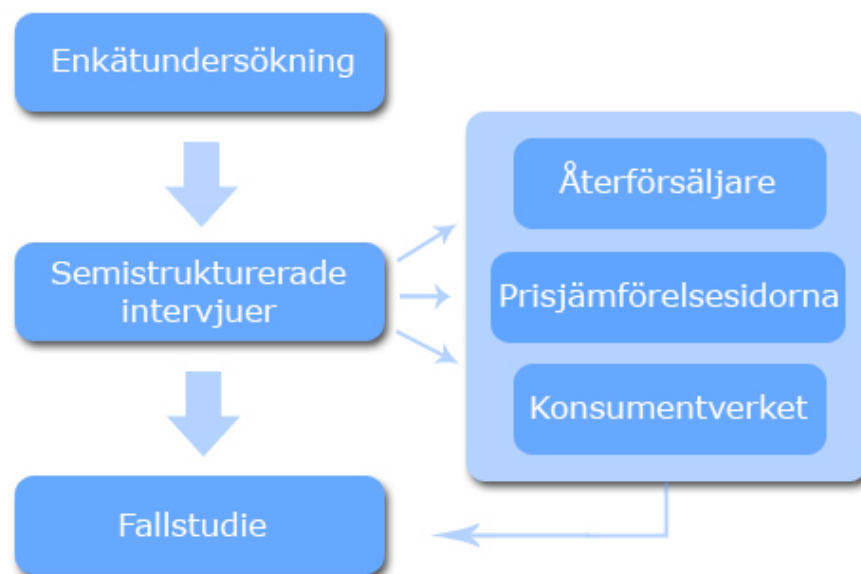 Enkätundersökning
Semistrukturerade
intervjuer
Återförsäljare
Prisjämförelsesidorna
Konsumentverket
Fallstudie